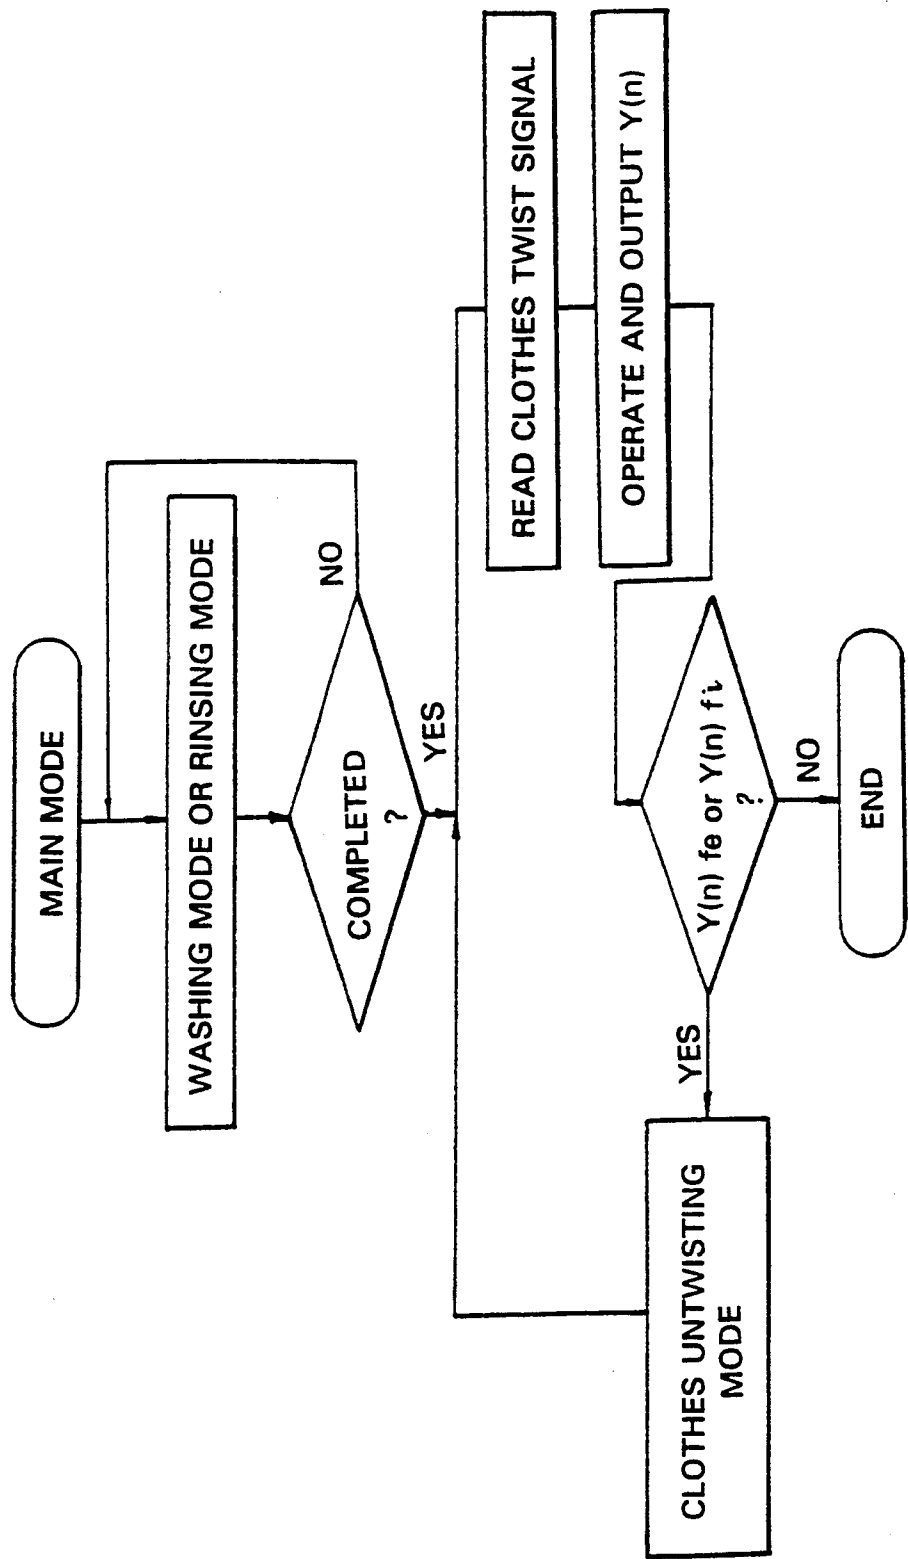 MAIN MODE
WASHING MODE OR RINSING MODE
COMPLETED
?
NO
YES
READ CLOTHES TWIST SIGNAL
OPERATE AND OUTPUT Y(n)
Y(n) fe or Y(n) fi
?
YES
NO
CLOTHES UNTWISTING
MODE
END